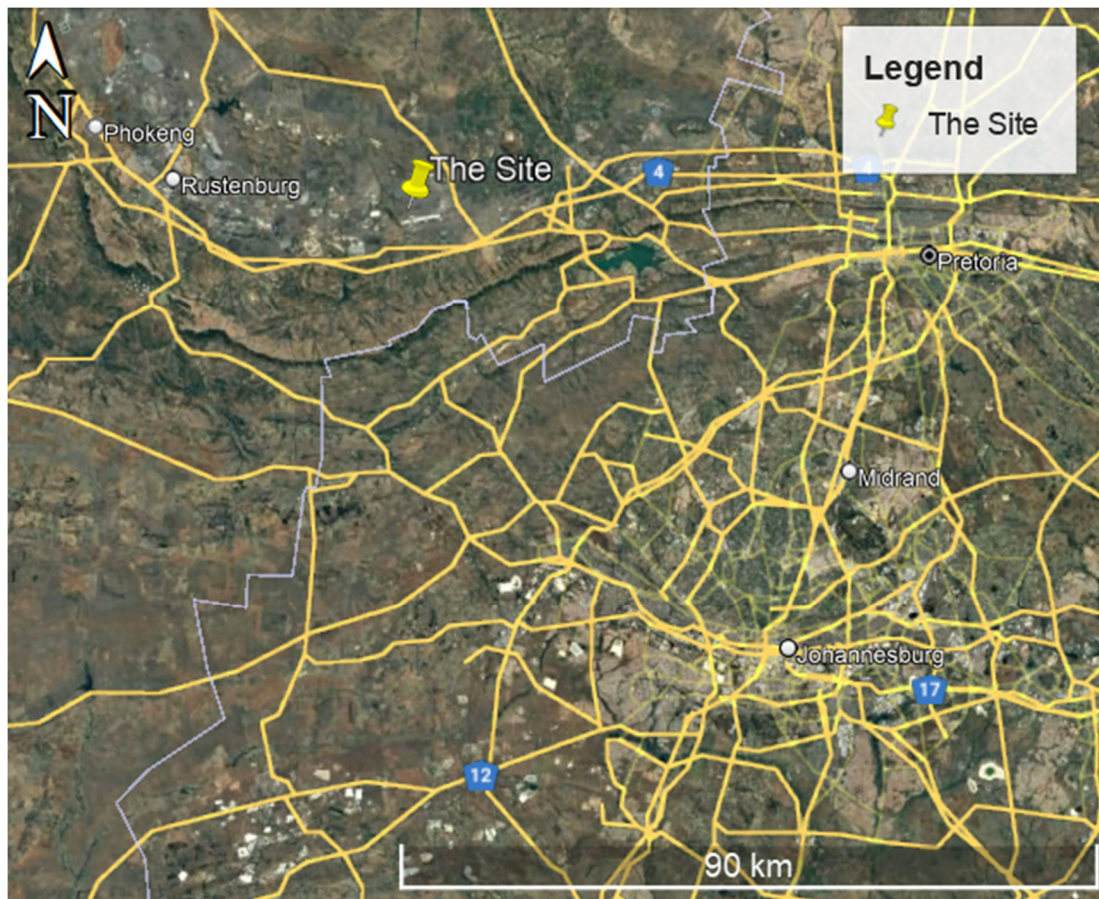 N
Legend
The Site
Phokeng
Rustenburg
The Site
4
4
Pretoria
Midrand
Johannesburg
17
12
90 km